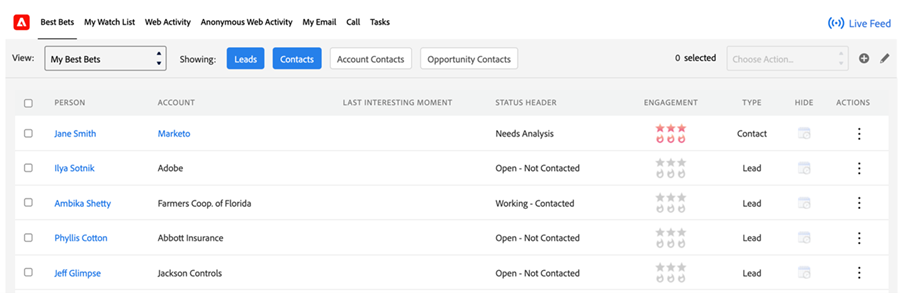 Best Bets My Watch List Web Activity Anonymous Web Activity My Email Call Tasks Live Feed
View: My Best Bets Showing: Leads Contacts Account Contacts Opportunity Contacts 0 selected Choose Action...
PERSON ACCOUNT LAST INTERESTING MOMENT STATUS HEADER ENGAGEMENT TYPE HIDE ACTIONS
Jane Smith Marketo Needs Analysis Contact
Ilya Sotnik Adobe Open - Not Contacted Lead
Ambika Shetty Farmers Coop. of Florida Working - Contacted Lead
Phyllis Cotton Abbott Insurance Open - Not Contacted Lead
Jeff Glimpse Jackson Controls Open - Not Contacted Lead